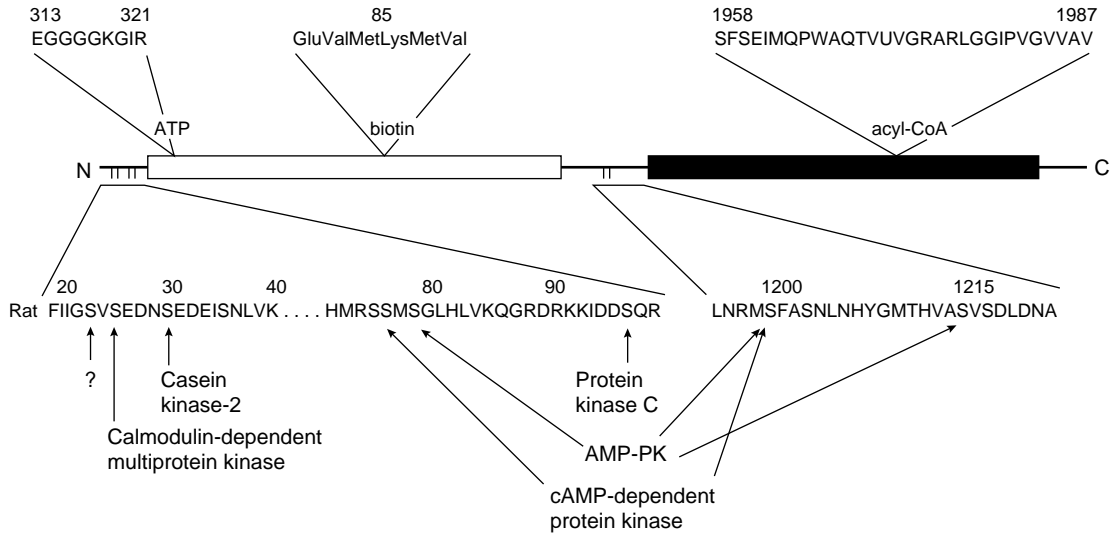 313 321 85 1958 1987
EGGGGKGIR GluValMetLysMetVal SFSEIMQPWAQTVUVGRARLGGIPVGVVAV
ATP biotin acyl-CoA
N C
20 30 40 80 90 1200 1215
Rat FIIGSVSEDNSEDEISNLVK . . . . HMRSSMSGLHLVKQGRDRKKIDDSQR LNRMSFASNLNHYGMTHVASVSDLDNA
? Casein Protein
kinase-2 kinase C
Calmodulin-dependent AMP-PK
multiprotein kinase
cAMP-dependent
protein kinase